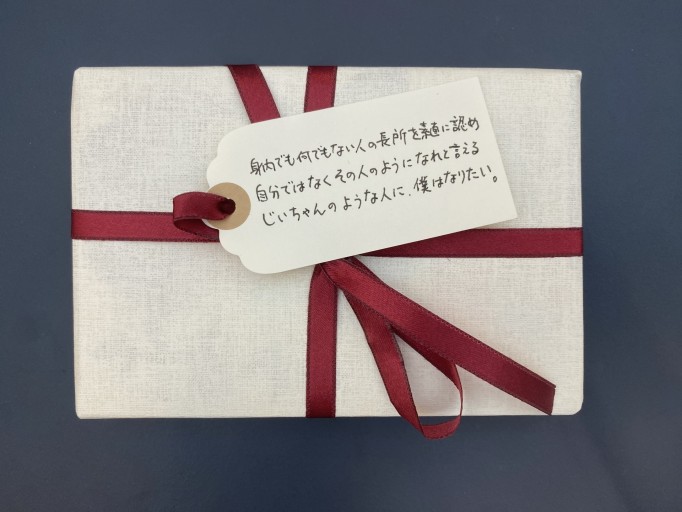 身内でも何でもない人の長所を素直に認め
自分ではなくその人のようになれと言える
じいちゃんのような人に、僕はなりたい。